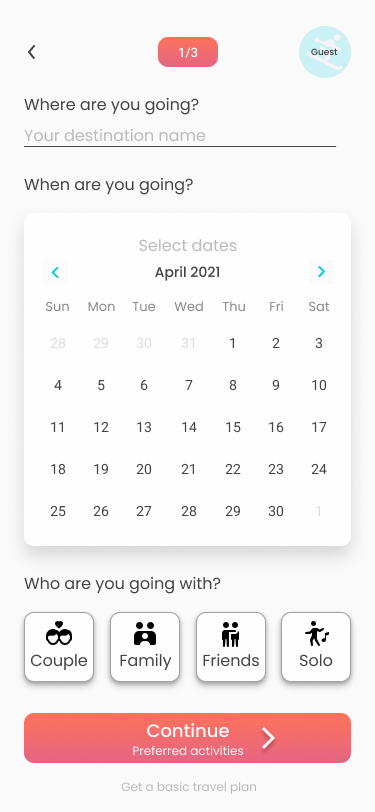 1/3
Guest
Where are you going?
Your destination name
When are you going?
Select dates
April 2021
Sun Mon Tue Wed Thu Fri Sat
28 29 30 31 1 2 3
4 5 6 7 8 9 10
11 12 13 14 15 16 17
18 19 20 21 22 23 24
25 26 27 28 29 30 1
Who are you going with?
Couple Family Friends Solo
Continue
Preferred activities
Get a basic travel plan